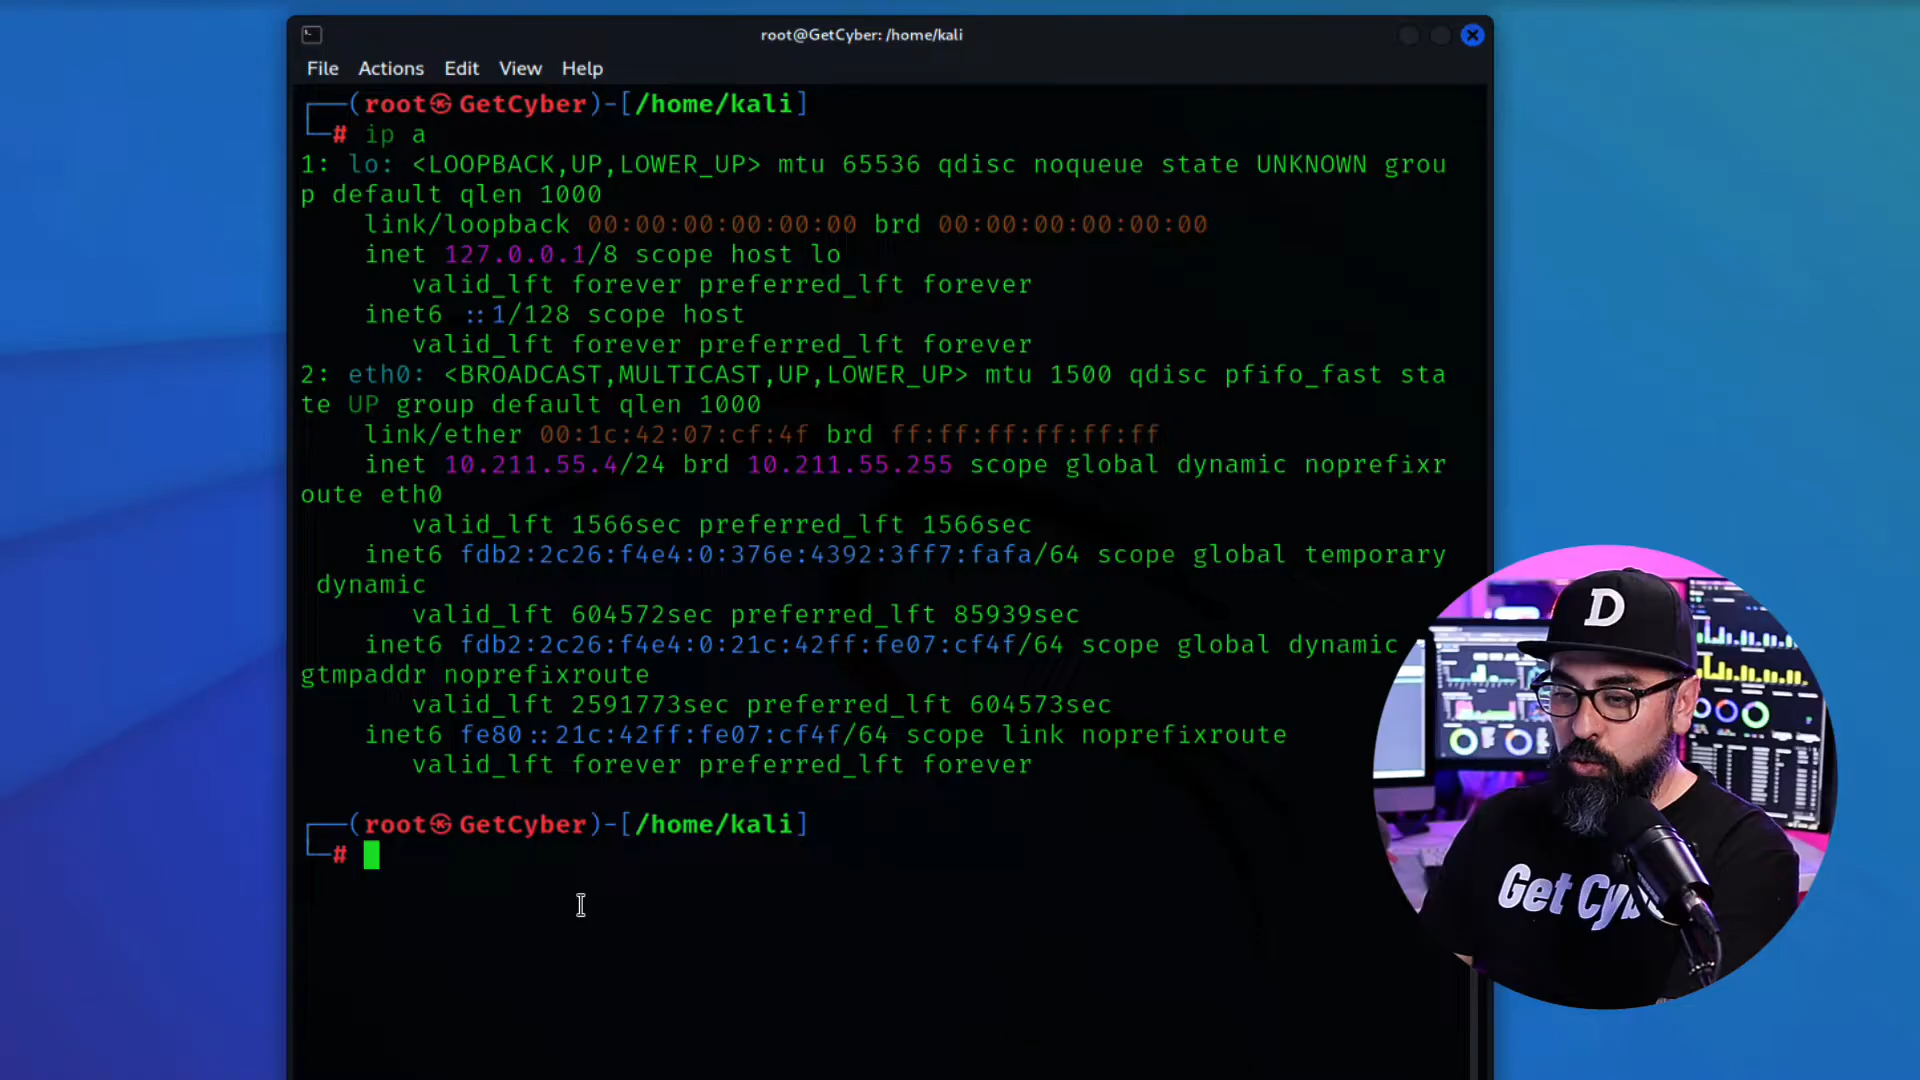 root@GetCyber: /home/kali
File Actions Edit View Help
┌──(root㉿GetCyber)-[/home/kali]
└─# ip a
1: lo: <LOOPBACK,UP,LOWER_UP> mtu 65536 qdisc noqueue state UNKNOWN grou
p default qlen 1000
    link/loopback 00:00:00:00:00:00 brd 00:00:00:00:00:00
    inet 127.0.0.1/8 scope host lo
       valid_lft forever preferred_lft forever
    inet6 ::1/128 scope host
       valid_lft forever preferred_lft forever
2: eth0: <BROADCAST,MULTICAST,UP,LOWER_UP> mtu 1500 qdisc pfifo_fast sta
te UP group default qlen 1000
    link/ether 00:1c:42:07:cf:4f brd ff:ff:ff:ff:ff:ff
    inet 10.211.55.4/24 brd 10.211.55.255 scope global dynamic noprefixr
oute eth0
       valid_lft 1566sec preferred_lft 1566sec
    inet6 fdb2:2c26:f4e4:0:376e:4392:3ff7:fafa/64 scope global temporary
 dynamic
       valid_lft 604572sec preferred_lft 85939sec
    inet6 fdb2:2c26:f4e4:0:21c:42ff:fe07:cf4f/64 scope global dynamic
gtmpaddr noprefixroute
       valid_lft 2591773sec preferred_lft 604573sec
    inet6 fe80::21c:42ff:fe07:cf4f/64 scope link noprefixroute
       valid_lft forever preferred_lft forever
┌──(root㉿GetCyber)-[/home/kali]
└─#
D
Get Cyb